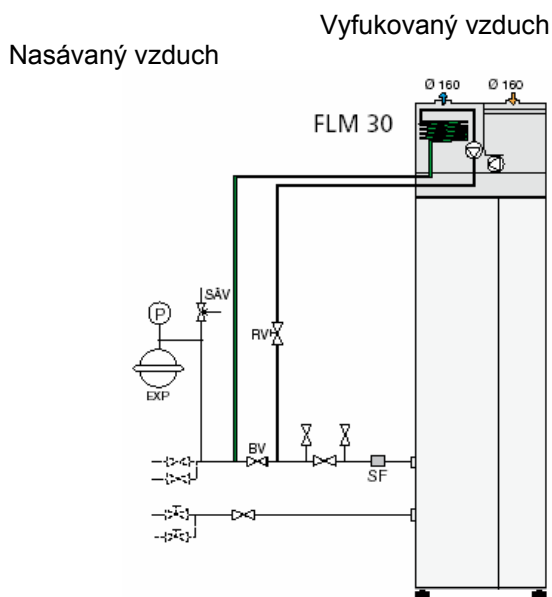 Vyfukovaný vzduch
Nasávaný vzduch
Ø 160 Ø 160
FLM 30
SÄV
P
RV
EXP
BV
SF